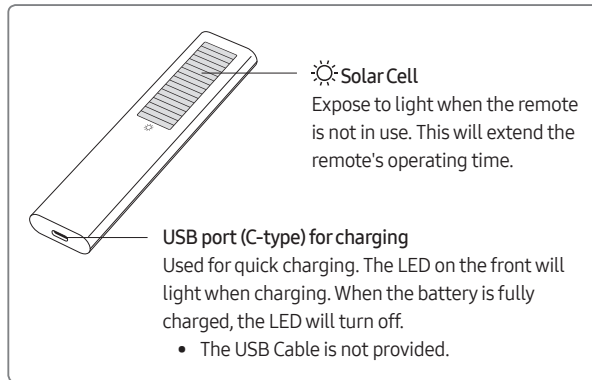 Solar Cell
Expose to light when the remote
is not in use. This will extend the
remote's operating time.
USB port (C-type) for charging
Used for quick charging. The LED on the front will
light when charging. When the battery is fully
charged, the LED will turn off.
• The USB Cable is not provided.